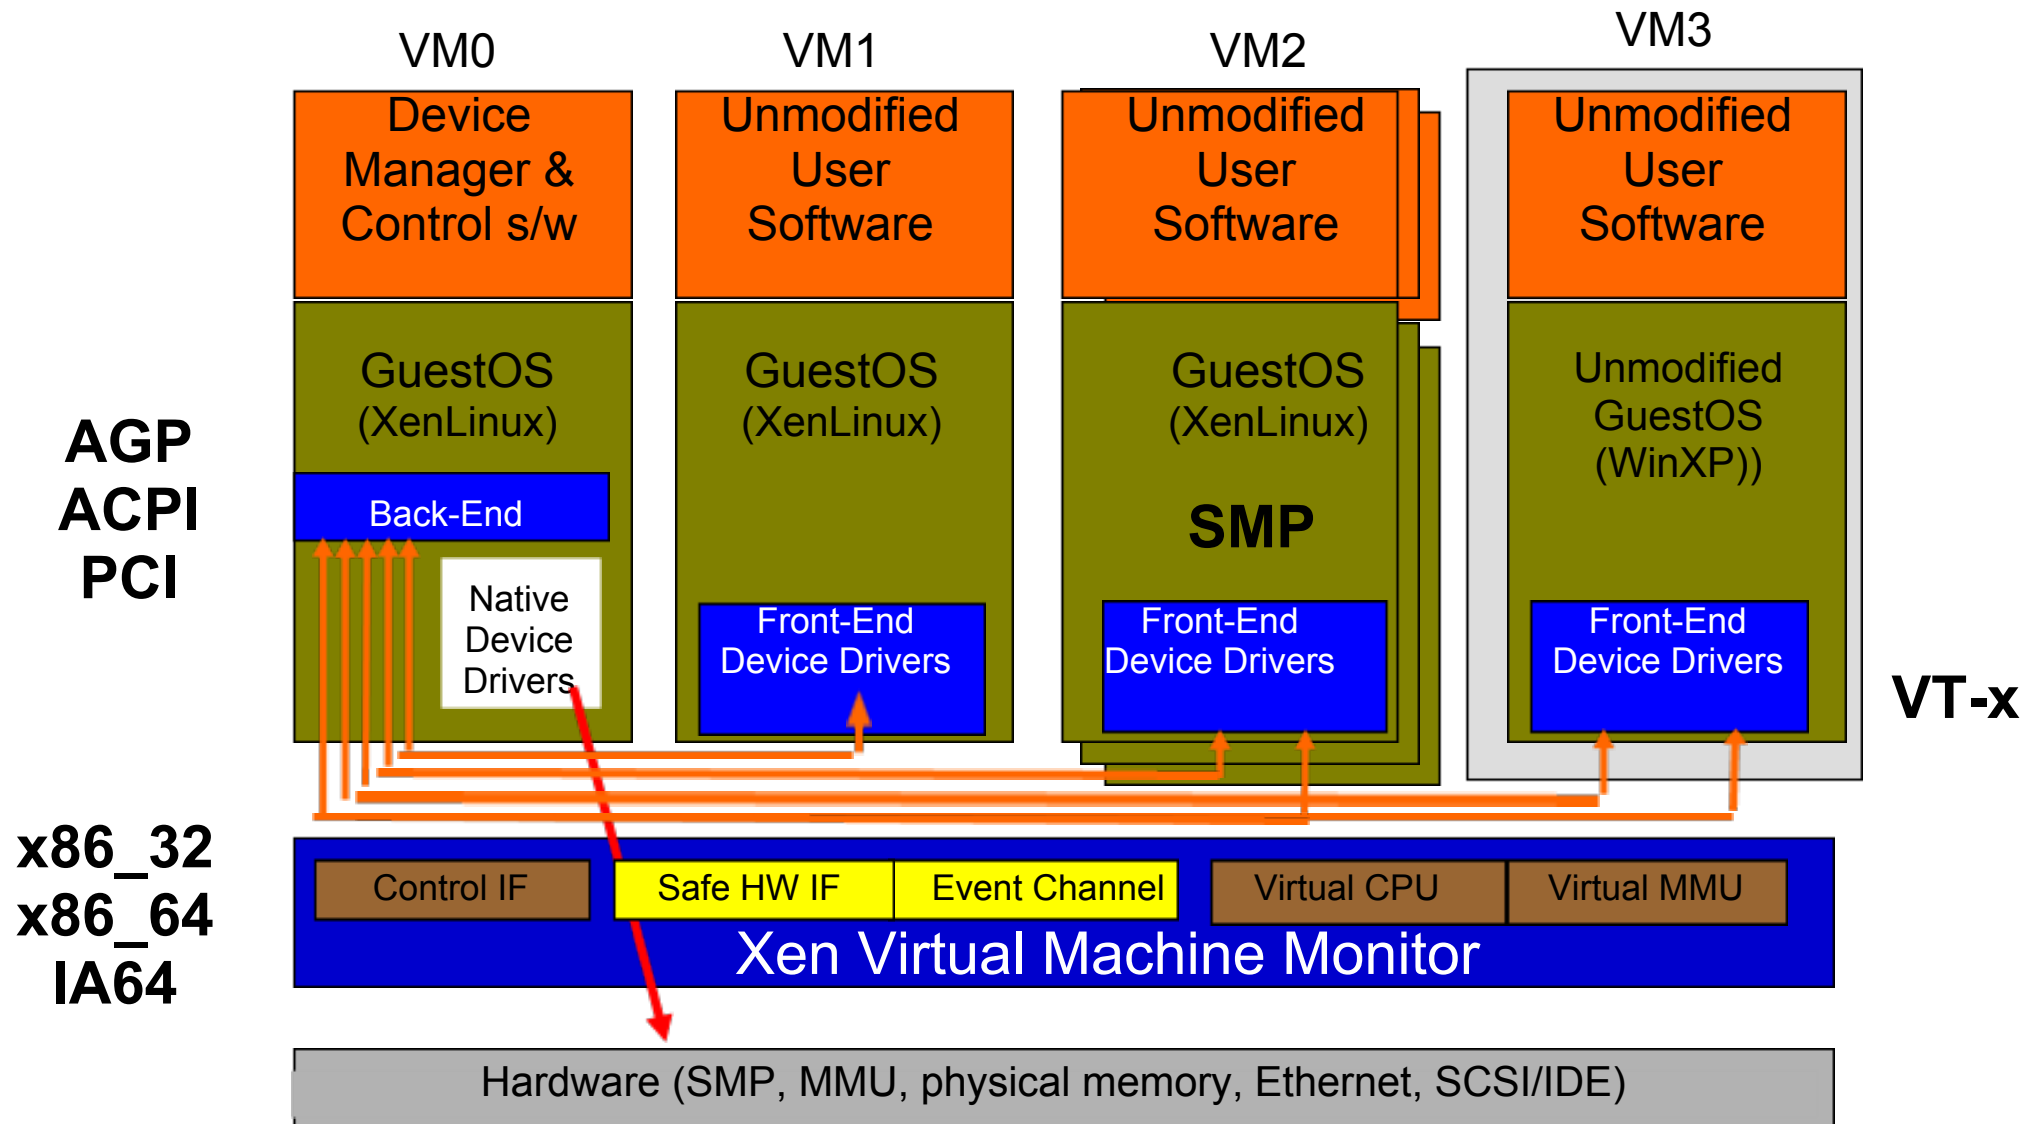 VM0
VM1
VM2
VM3
Device
Manager &
Control s/w
Unmodified
User
Software
Unmodified
User
Software
Unmodified
User
Software
GuestOS
(XenLinux)
GuestOS
(XenLinux)
GuestOS
(XenLinux)
Unmodified
GuestOS
(WinXP))
AGP
ACPI
PCI
Back-End
SMP
Native
Device
Drivers
Front-End
Device Drivers
Front-End
Device Drivers
Front-End
Device Drivers
VT-x
x86_32
x86_64
IA64
Control IF
Safe HW IF
Event Channel
Virtual CPU
Virtual MMU
Xen Virtual Machine Monitor
Hardware (SMP, MMU, physical memory, Ethernet, SCSI/IDE)